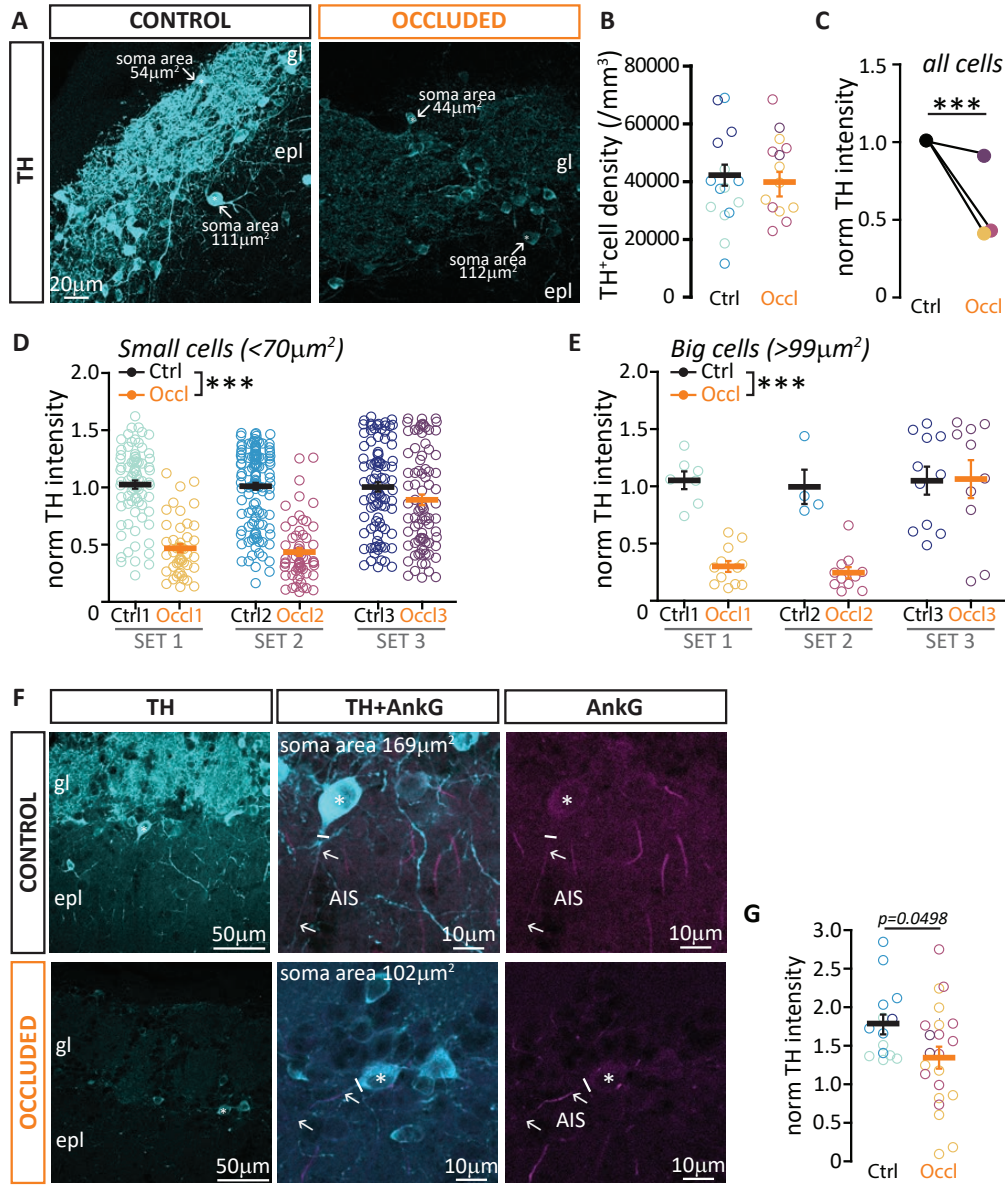 A
CONTROL
OCCLUDED
TH
soma area
54μm²
gl
epl
soma area
111μm²
20μm
soma area
44μm²
gl
soma area
112μm²
*
epl
B
TH⁺cell density (/mm³)
80000
60000
40000
20000
0
Ctrl
Occl
C
all cells
norm TH intensity
1.5
1.0
0.5
0
***
Ctrl
Occl
D
Small cells (<70μm²)
Ctrl
Occl
***
norm TH intensity
2.0
1.5
1.0
0.5
0
Ctrl1 Occl1
Ctrl2 Occl2
Ctrl3 Occl3
SET 1
SET 2
SET 3
E
Big cells (>99μm²)
Ctrl
Occl
***
norm TH intensity
2.0
1.5
1.0
0.5
0
Ctrl1 Occl1
Ctrl2 Occl2
Ctrl3 Occl3
SET 1
SET 2
SET 3
F
TH
TH+AnkG
AnkG
CONTROL
gl
*
epl
50μm
soma area 169μm²
*
AIS
10μm
*
10μm
OCCLUDED
gl
*
epl
50μm
soma area 102μm²
*
10μm
*
AIS
10μm
G
p=0.0498
norm TH intensity
3.0
2.5
2.0
1.5
1.0
0.5
0
Ctrl
Occl